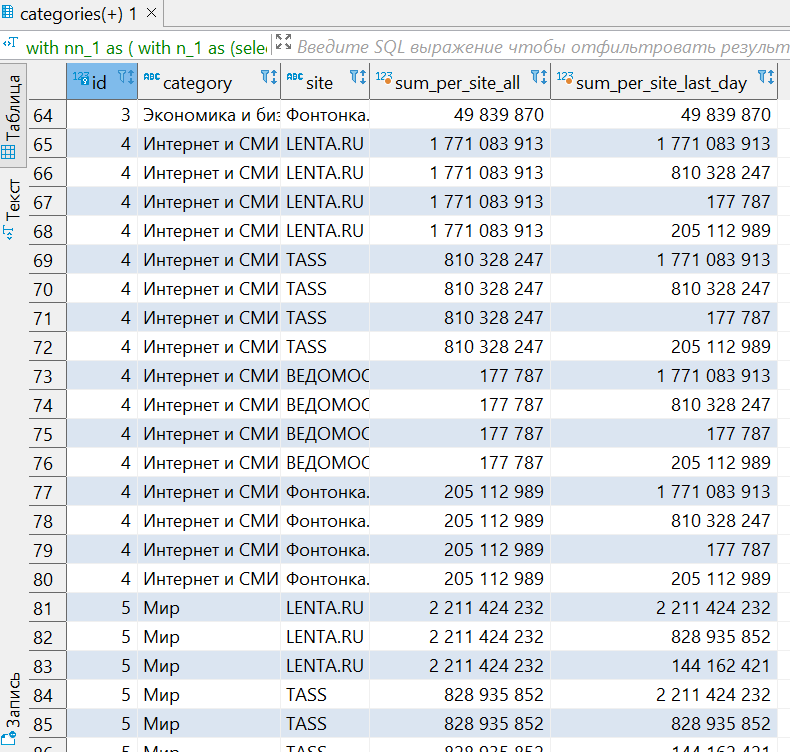 categories(+) 1
with nn_1 as ( with n_1 as (sele
Введите SQL выражение чтобы отфильтровать результ
Таблица
Текст
Запись
123 id ABC category ABC site 123 sum_per_site_all 123 sum_per_site_last_day
64 3 Экономика и биз Фонтонка. 49 839 870 49 839 870
65 4 Интернет и СМИ LENTA.RU 1 771 083 913 1 771 083 913
66 4 Интернет и СМИ LENTA.RU 1 771 083 913 810 328 247
67 4 Интернет и СМИ LENTA.RU 1 771 083 913 177 787
68 4 Интернет и СМИ LENTA.RU 1 771 083 913 205 112 989
69 4 Интернет и СМИ TASS 810 328 247 1 771 083 913
70 4 Интернет и СМИ TASS 810 328 247 810 328 247
71 4 Интернет и СМИ TASS 810 328 247 177 787
72 4 Интернет и СМИ TASS 810 328 247 205 112 989
73 4 Интернет и СМИ ВЕДОМОС 177 787 1 771 083 913
74 4 Интернет и СМИ ВЕДОМОС 177 787 810 328 247
75 4 Интернет и СМИ ВЕДОМОС 177 787 177 787
76 4 Интернет и СМИ ВЕДОМОС 177 787 205 112 989
77 4 Интернет и СМИ Фонтонка. 205 112 989 1 771 083 913
78 4 Интернет и СМИ Фонтонка. 205 112 989 810 328 247
79 4 Интернет и СМИ Фонтонка. 205 112 989 177 787
80 4 Интернет и СМИ Фонтонка. 205 112 989 205 112 989
81 5 Мир LENTA.RU 2 211 424 232 2 211 424 232
82 5 Мир LENTA.RU 2 211 424 232 828 935 852
83 5 Мир LENTA.RU 2 211 424 232 144 162 421
84 5 Мир TASS 828 935 852 2 211 424 232
85 5 Мир TASS 828 935 852 828 935 852
86 5 Мир TASS 828 935 852 144 162 421